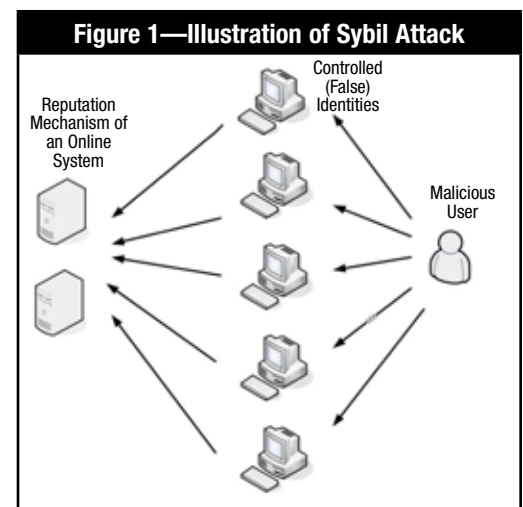 Figure 1—Illustration of Sybil Attack
Reputation
Mechanism of
an Online
System
Controlled
(False)
Identities
Malicious
User